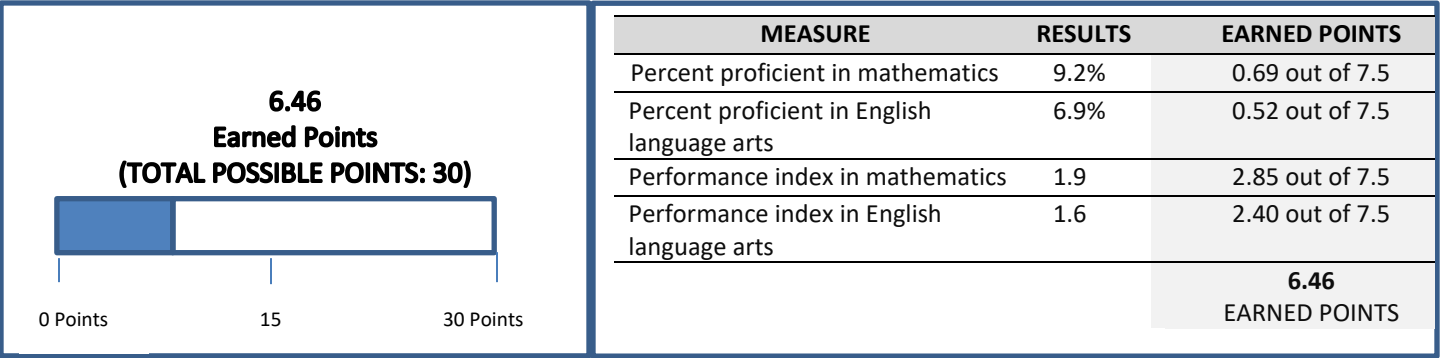 6.46
Earned Points
(TOTAL POSSIBLE POINTS: 30)
0 Points 15 30 Points
MEASURE RESULTS EARNED POINTS
Percent proficient in mathematics 9.2% 0.69 out of 7.5
Percent proficient in English 6.9% 0.52 out of 7.5
language arts
Performance index in mathematics 1.9 2.85 out of 7.5
Performance index in English 1.6 2.40 out of 7.5
language arts
6.46
EARNED POINTS